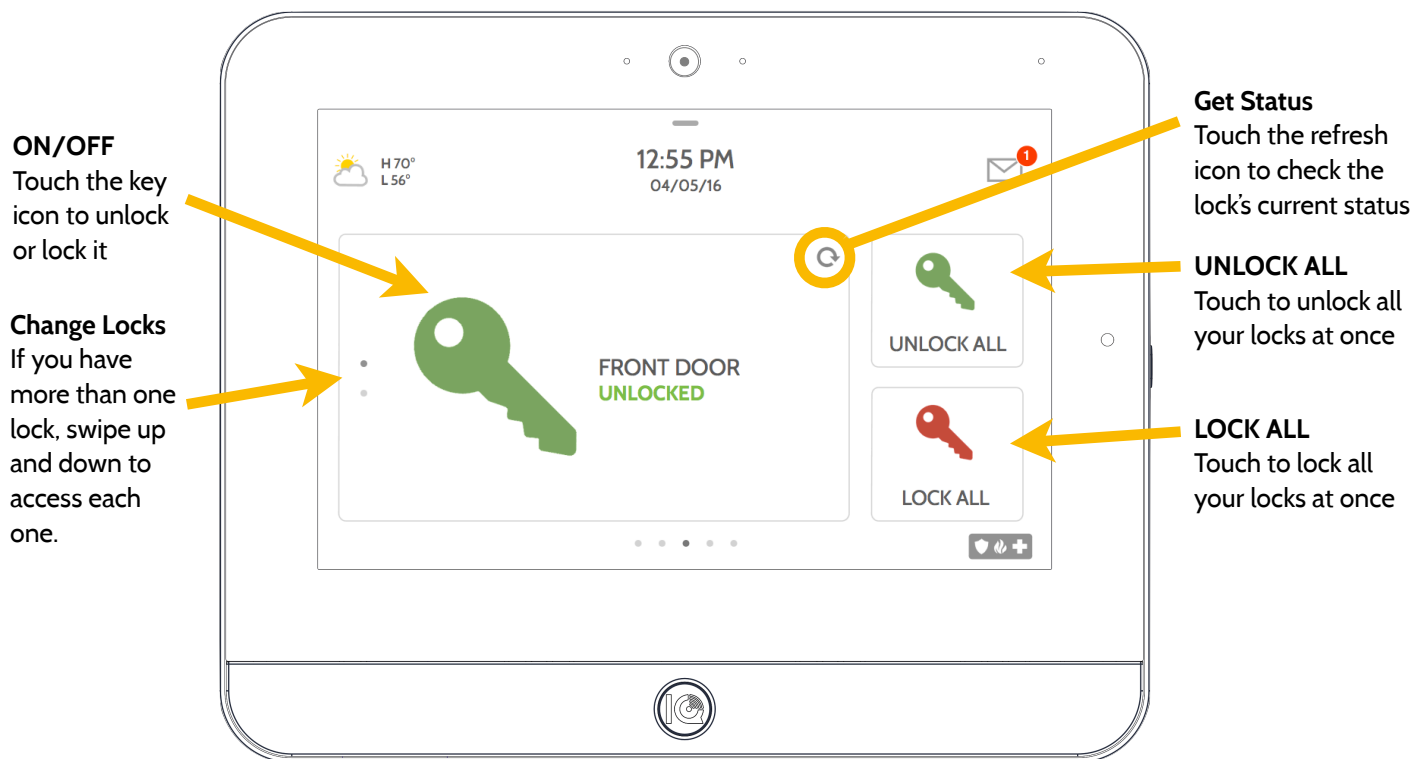 ON/OFF
Touch the key
icon to unlock
or lock it
Change Locks
If you have
more than one
lock, swipe up
and down to
access each
one.
H 70°
L 56°
12:55 PM
04/05/16
1
FRONT DOOR
UNLOCKED
UNLOCK ALL
LOCK ALL
IQ
Get Status
Touch the refresh
icon to check the
lock's current status
UNLOCK ALL
Touch to unlock all
your locks at once
LOCK ALL
Touch to lock all
your locks at once